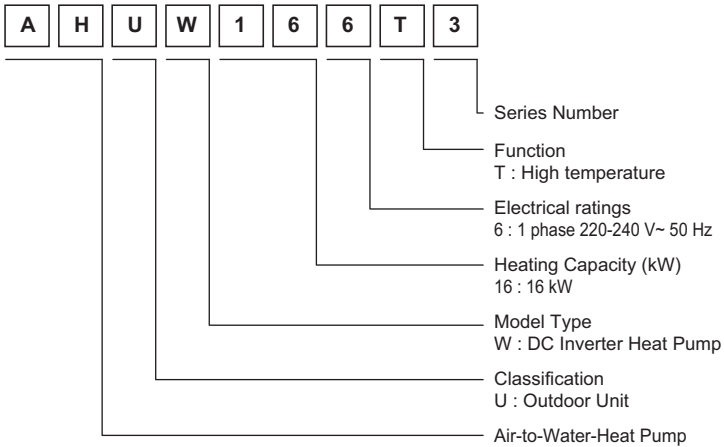 A H U W 1 6 6 T 3
Series Number
Function
T : High temperature
Electrical ratings
6 : 1 phase 220-240 V~ 50 Hz
Heating Capacity (kW)
16 : 16 kW
Model Type
W : DC Inverter Heat Pump
Classification
U : Outdoor Unit
Air-to-Water-Heat Pump